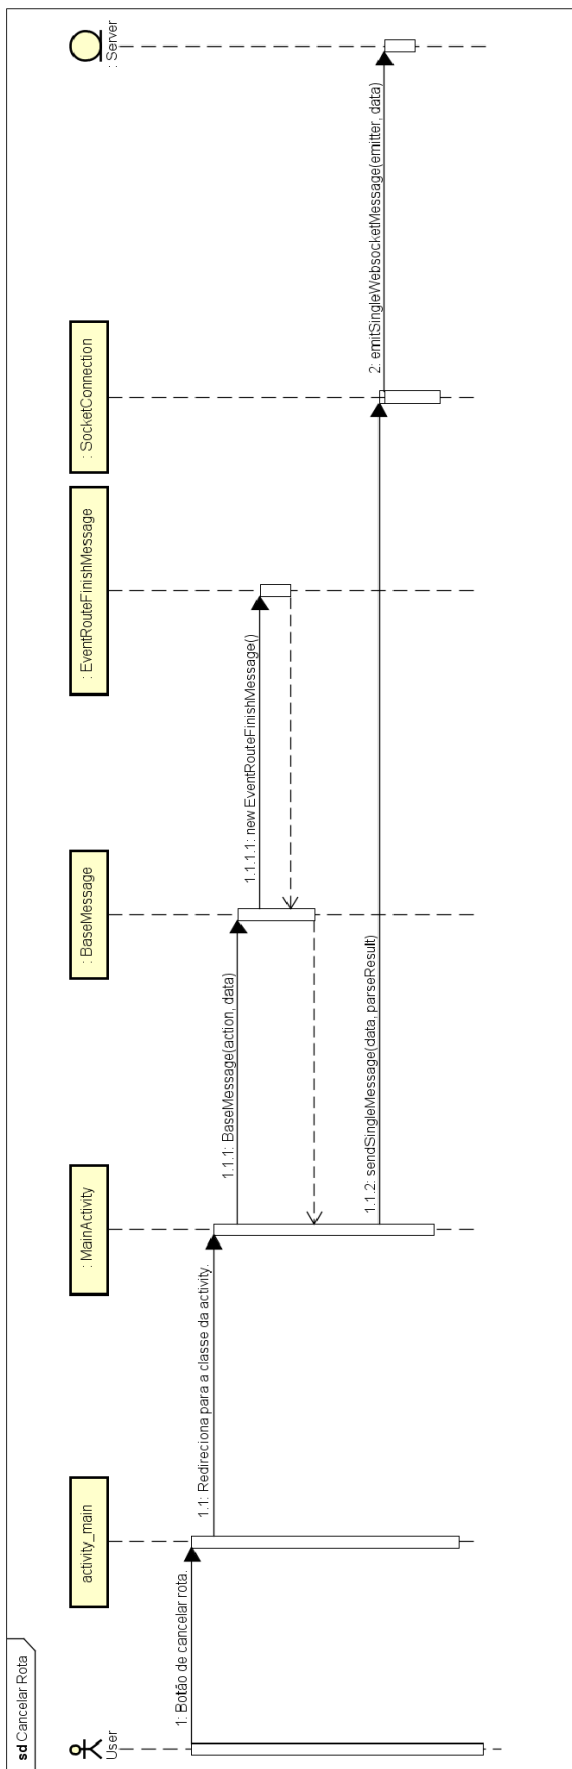 sd Cancelar Rota
User
activity_main
: MainActivity
: BaseMessage
: EventRouteFinishMessage
: SocketConnection
: Server
1: Botão de cancelar rota.
1.1: Redireciona para a classe da activity.
1.1.1: BaseMessage(action, data)
1.1.1.1: new EventRouteFinishMessage()
1.1.2: sendSingleMessage(data, parseResult)
2: emitSingleWebsocketMessage(emitter, data)